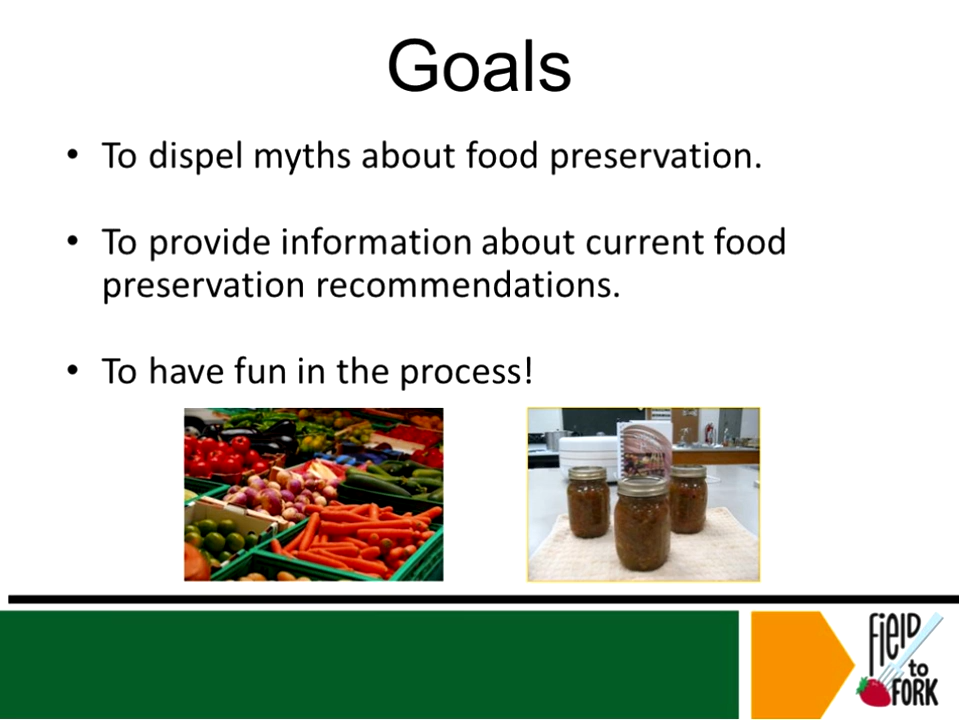 Goals
• To dispel myths about food preservation.
• To provide information about current food
preservation recommendations.
• To have fun in the process!
FiELD
to
FORK